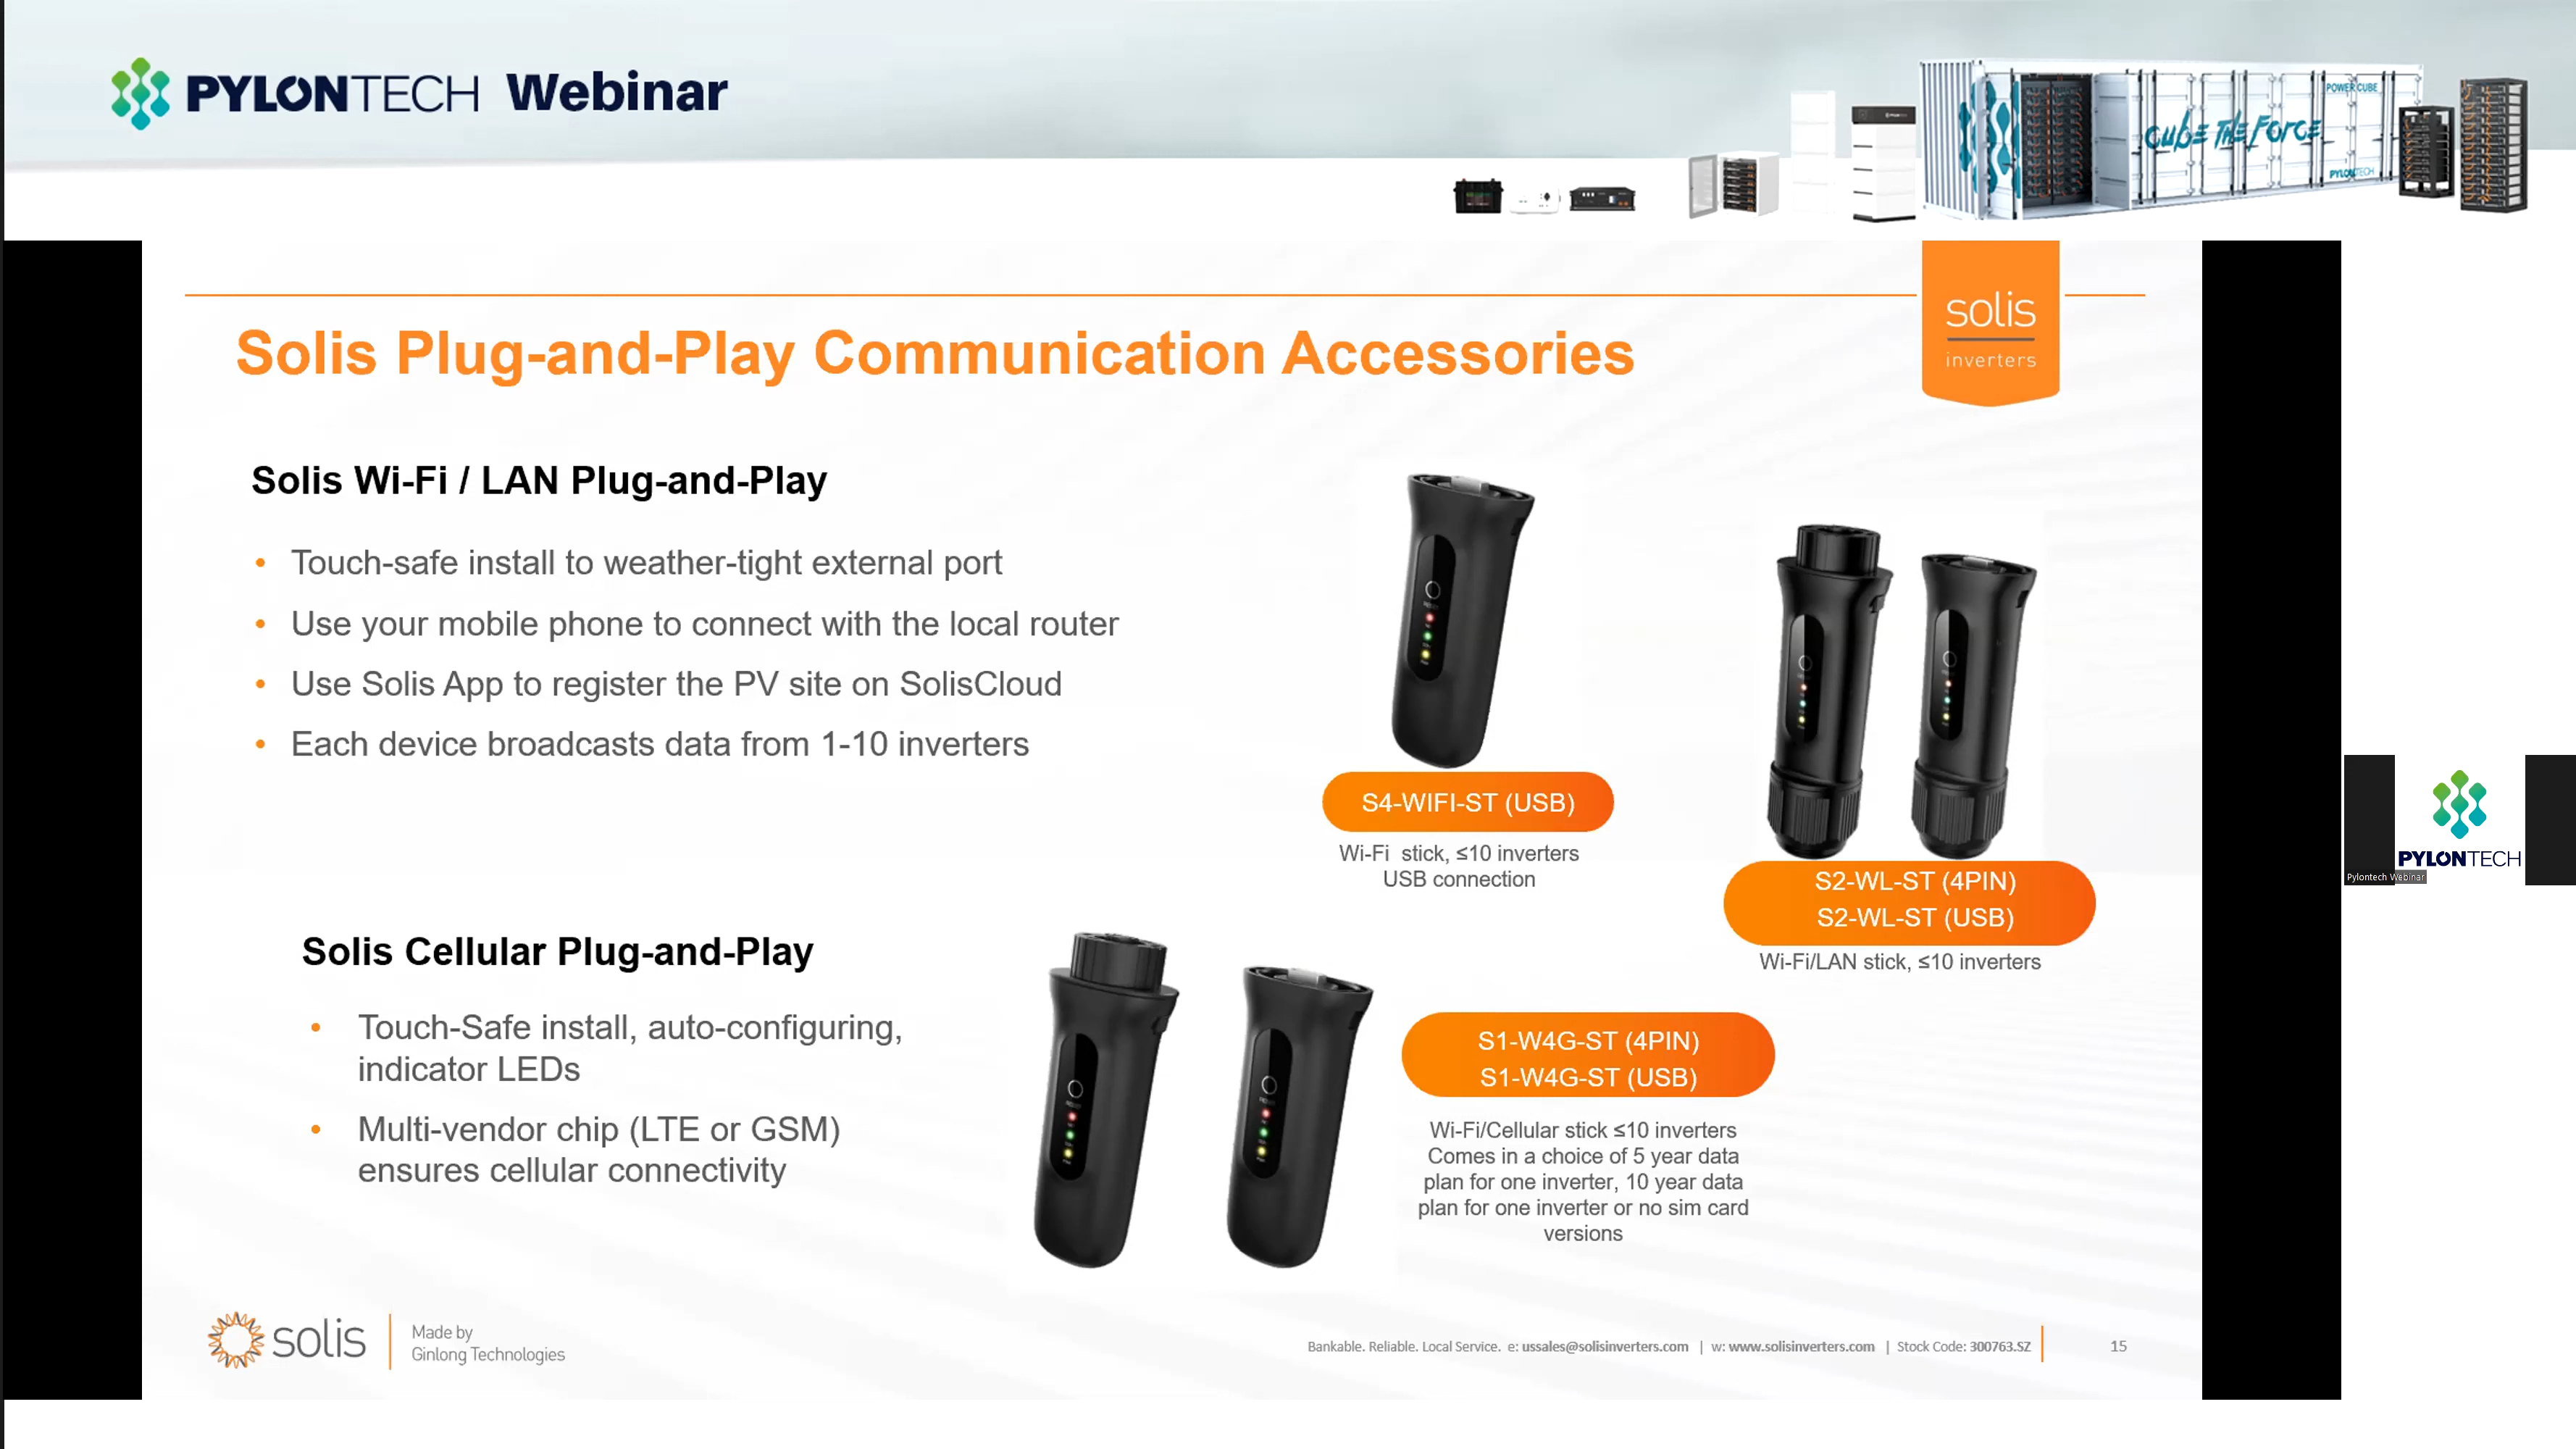 PYLONTECH Webinar
POWER CUBE
Cube The Force
PYLONTECH
solis
inverters
Solis Plug-and-Play Communication Accessories
Solis Wi-Fi / LAN Plug-and-Play
• Touch-safe install to weather-tight external port
• Use your mobile phone to connect with the local router
• Use Solis App to register the PV site on SolisCloud
• Each device broadcasts data from 1-10 inverters
S4-WIFI-ST (USB)
Wi-Fi stick, ≤10 inverters
USB connection
S2-WL-ST (4PIN)
S2-WL-ST (USB)
Wi-Fi/LAN stick, ≤10 inverters
PYLONTECH
Pylontech Webinar
Solis Cellular Plug-and-Play
• Touch-Safe install, auto-configuring,
indicator LEDs
• Multi-vendor chip (LTE or GSM)
ensures cellular connectivity
S1-W4G-ST (4PIN)
S1-W4G-ST (USB)
Wi-Fi/Cellular stick ≤10 inverters
Comes in a choice of 5 year data
plan for one inverter, 10 year data
plan for one inverter or no sim card
versions
solis
Made by
Ginlong Technologies
Bankable. Reliable. Local Service. e: ussales@solisinverters.com | w: www.solisinverters.com | Stock Code: 300763.SZ
15